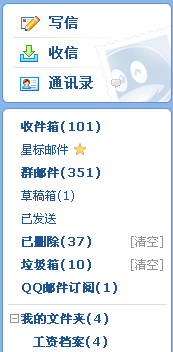 写信
收信
通讯录
收件箱(101)
星标邮件
群邮件(351)
草稿箱(1)
已发送
已删除(37) [清空]
垃圾箱(10) [清空]
QQ邮件订阅(1)
我的文件夹(4)
工资档案(4)